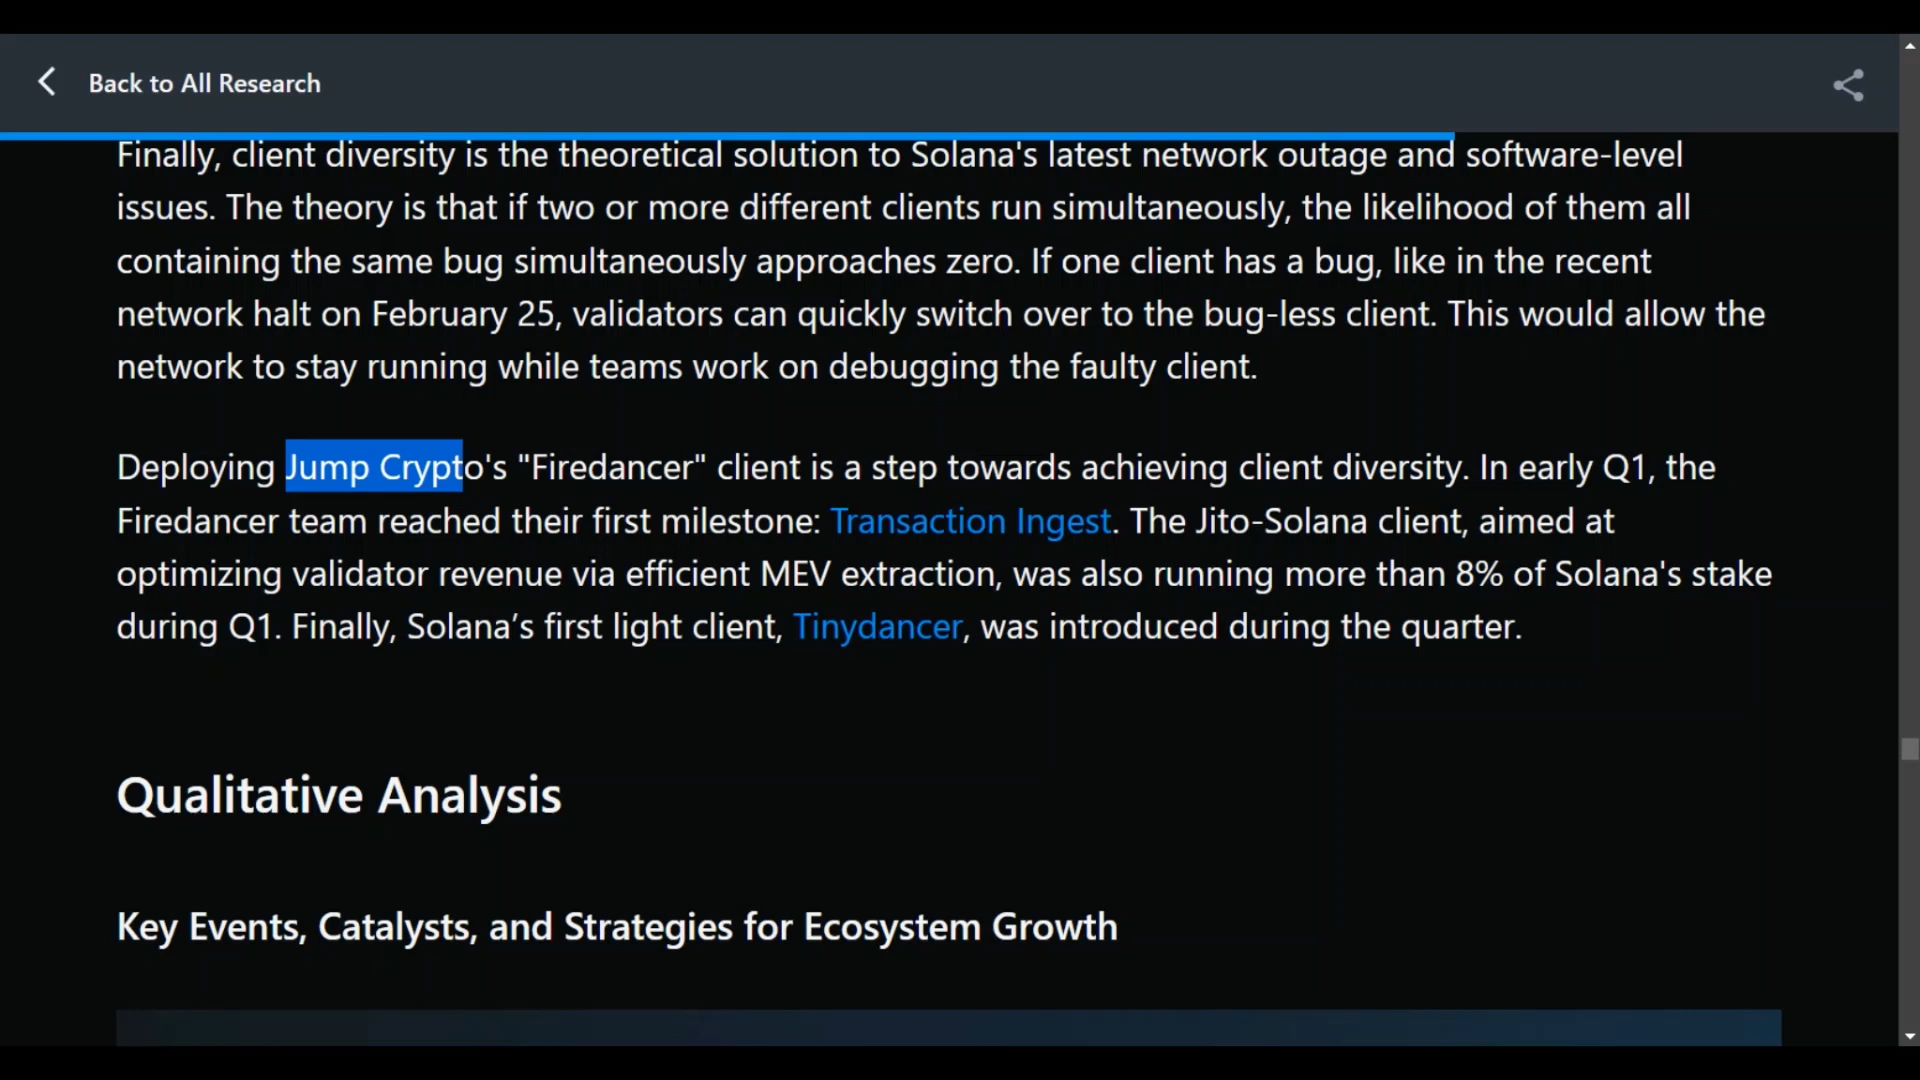 Back to All Research
Finally, client diversity is the theoretical solution to Solana's latest network outage and software-level
issues. The theory is that if two or more different clients run simultaneously, the likelihood of them all
containing the same bug simultaneously approaches zero. If one client has a bug, like in the recent
network halt on February 25, validators can quickly switch over to the bug-less client. This would allow the
network to stay running while teams work on debugging the faulty client.
Deploying Jump Crypto's "Firedancer" client is a step towards achieving client diversity. In early Q1, the
Firedancer team reached their first milestone: Transaction Ingest. The Jito-Solana client, aimed at
optimizing validator revenue via efficient MEV extraction, was also running more than 8% of Solana's stake
during Q1. Finally, Solana’s first light client, Tinydancer, was introduced during the quarter.
Qualitative Analysis
Key Events, Catalysts, and Strategies for Ecosystem Growth